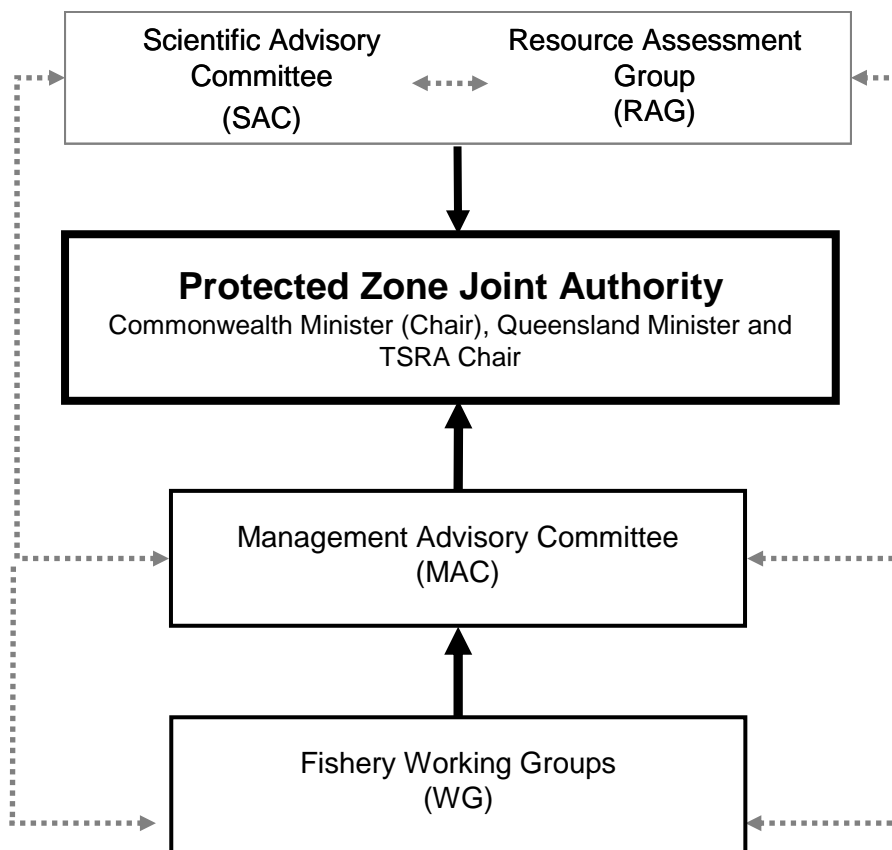 Scientific Advisory
Committee
(SAC)
Resource Assessment
Group
(RAG)
Protected Zone Joint Authority
Commonwealth Minister (Chair), Queensland Minister and
TSRA Chair
Management Advisory Committee
(MAC)
Fishery Working Groups
(WG)